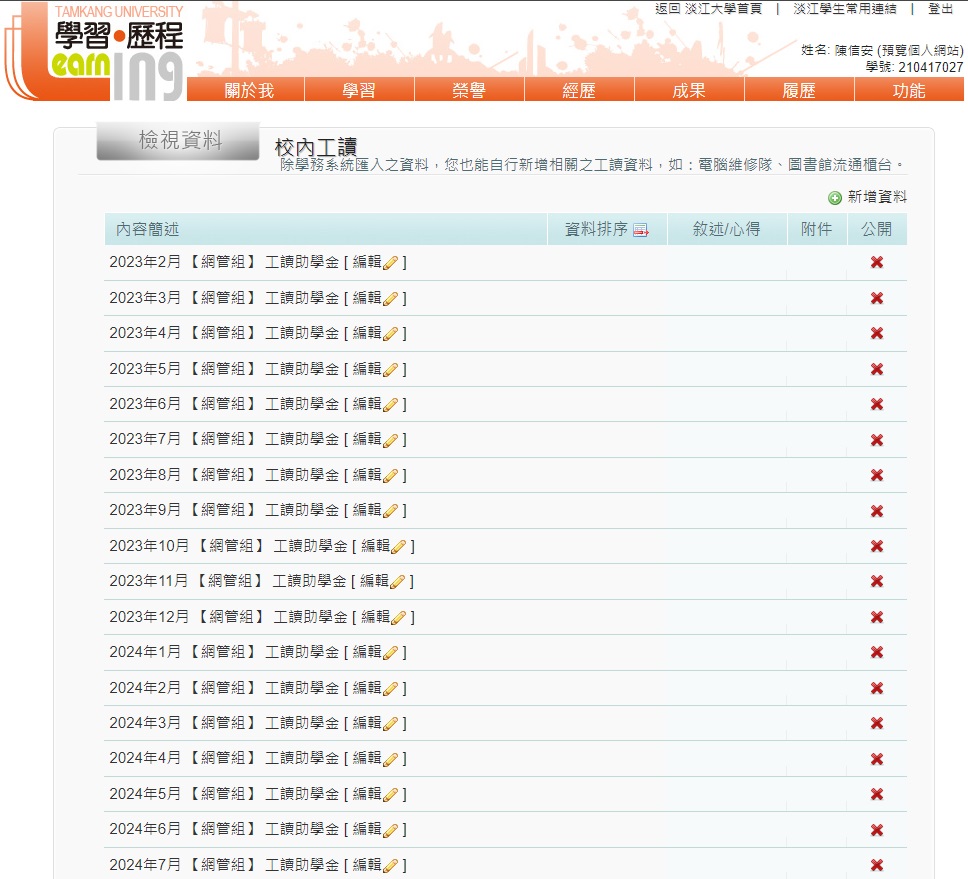 TAMKANG UNIVERSITY
學習•歷程
Learning
返回 淡江大學首頁 | 淡江學生常用連結 | 登出
姓名: 陳信安 (預覽個人網站)
學號: 210417027
關於我 學習 榮譽 經歷 成果 履歷 功能
檢視資料
校內工讀
除學務系統匯入之資料，您也能自行新增相關之工讀資料，如：電腦維修隊、圖書館流通櫃台。
新增資料
內容簡述 資料排序 敘述/心得 附件 公開
2023年2月【網管組】 工讀助學金 [ 編輯 ]
2023年3月【網管組】 工讀助學金 [ 編輯 ]
2023年4月【網管組】 工讀助學金 [ 編輯 ]
2023年5月【網管組】 工讀助學金 [ 編輯 ]
2023年6月【網管組】 工讀助學金 [ 編輯 ]
2023年7月【網管組】 工讀助學金 [ 編輯 ]
2023年8月【網管組】 工讀助學金 [ 編輯 ]
2023年9月【網管組】 工讀助學金 [ 編輯 ]
2023年10月【網管組】 工讀助學金 [ 編輯 ]
2023年11月【網管組】 工讀助學金 [ 編輯 ]
2023年12月【網管組】 工讀助學金 [ 編輯 ]
2024年1月【網管組】 工讀助學金 [ 編輯 ]
2024年2月【網管組】 工讀助學金 [ 編輯 ]
2024年3月【網管組】 工讀助學金 [ 編輯 ]
2024年4月【網管組】 工讀助學金 [ 編輯 ]
2024年5月【網管組】 工讀助學金 [ 編輯 ]
2024年6月【網管組】 工讀助學金 [ 編輯 ]
2024年7月【網管組】 工讀助學金 [ 編輯 ]